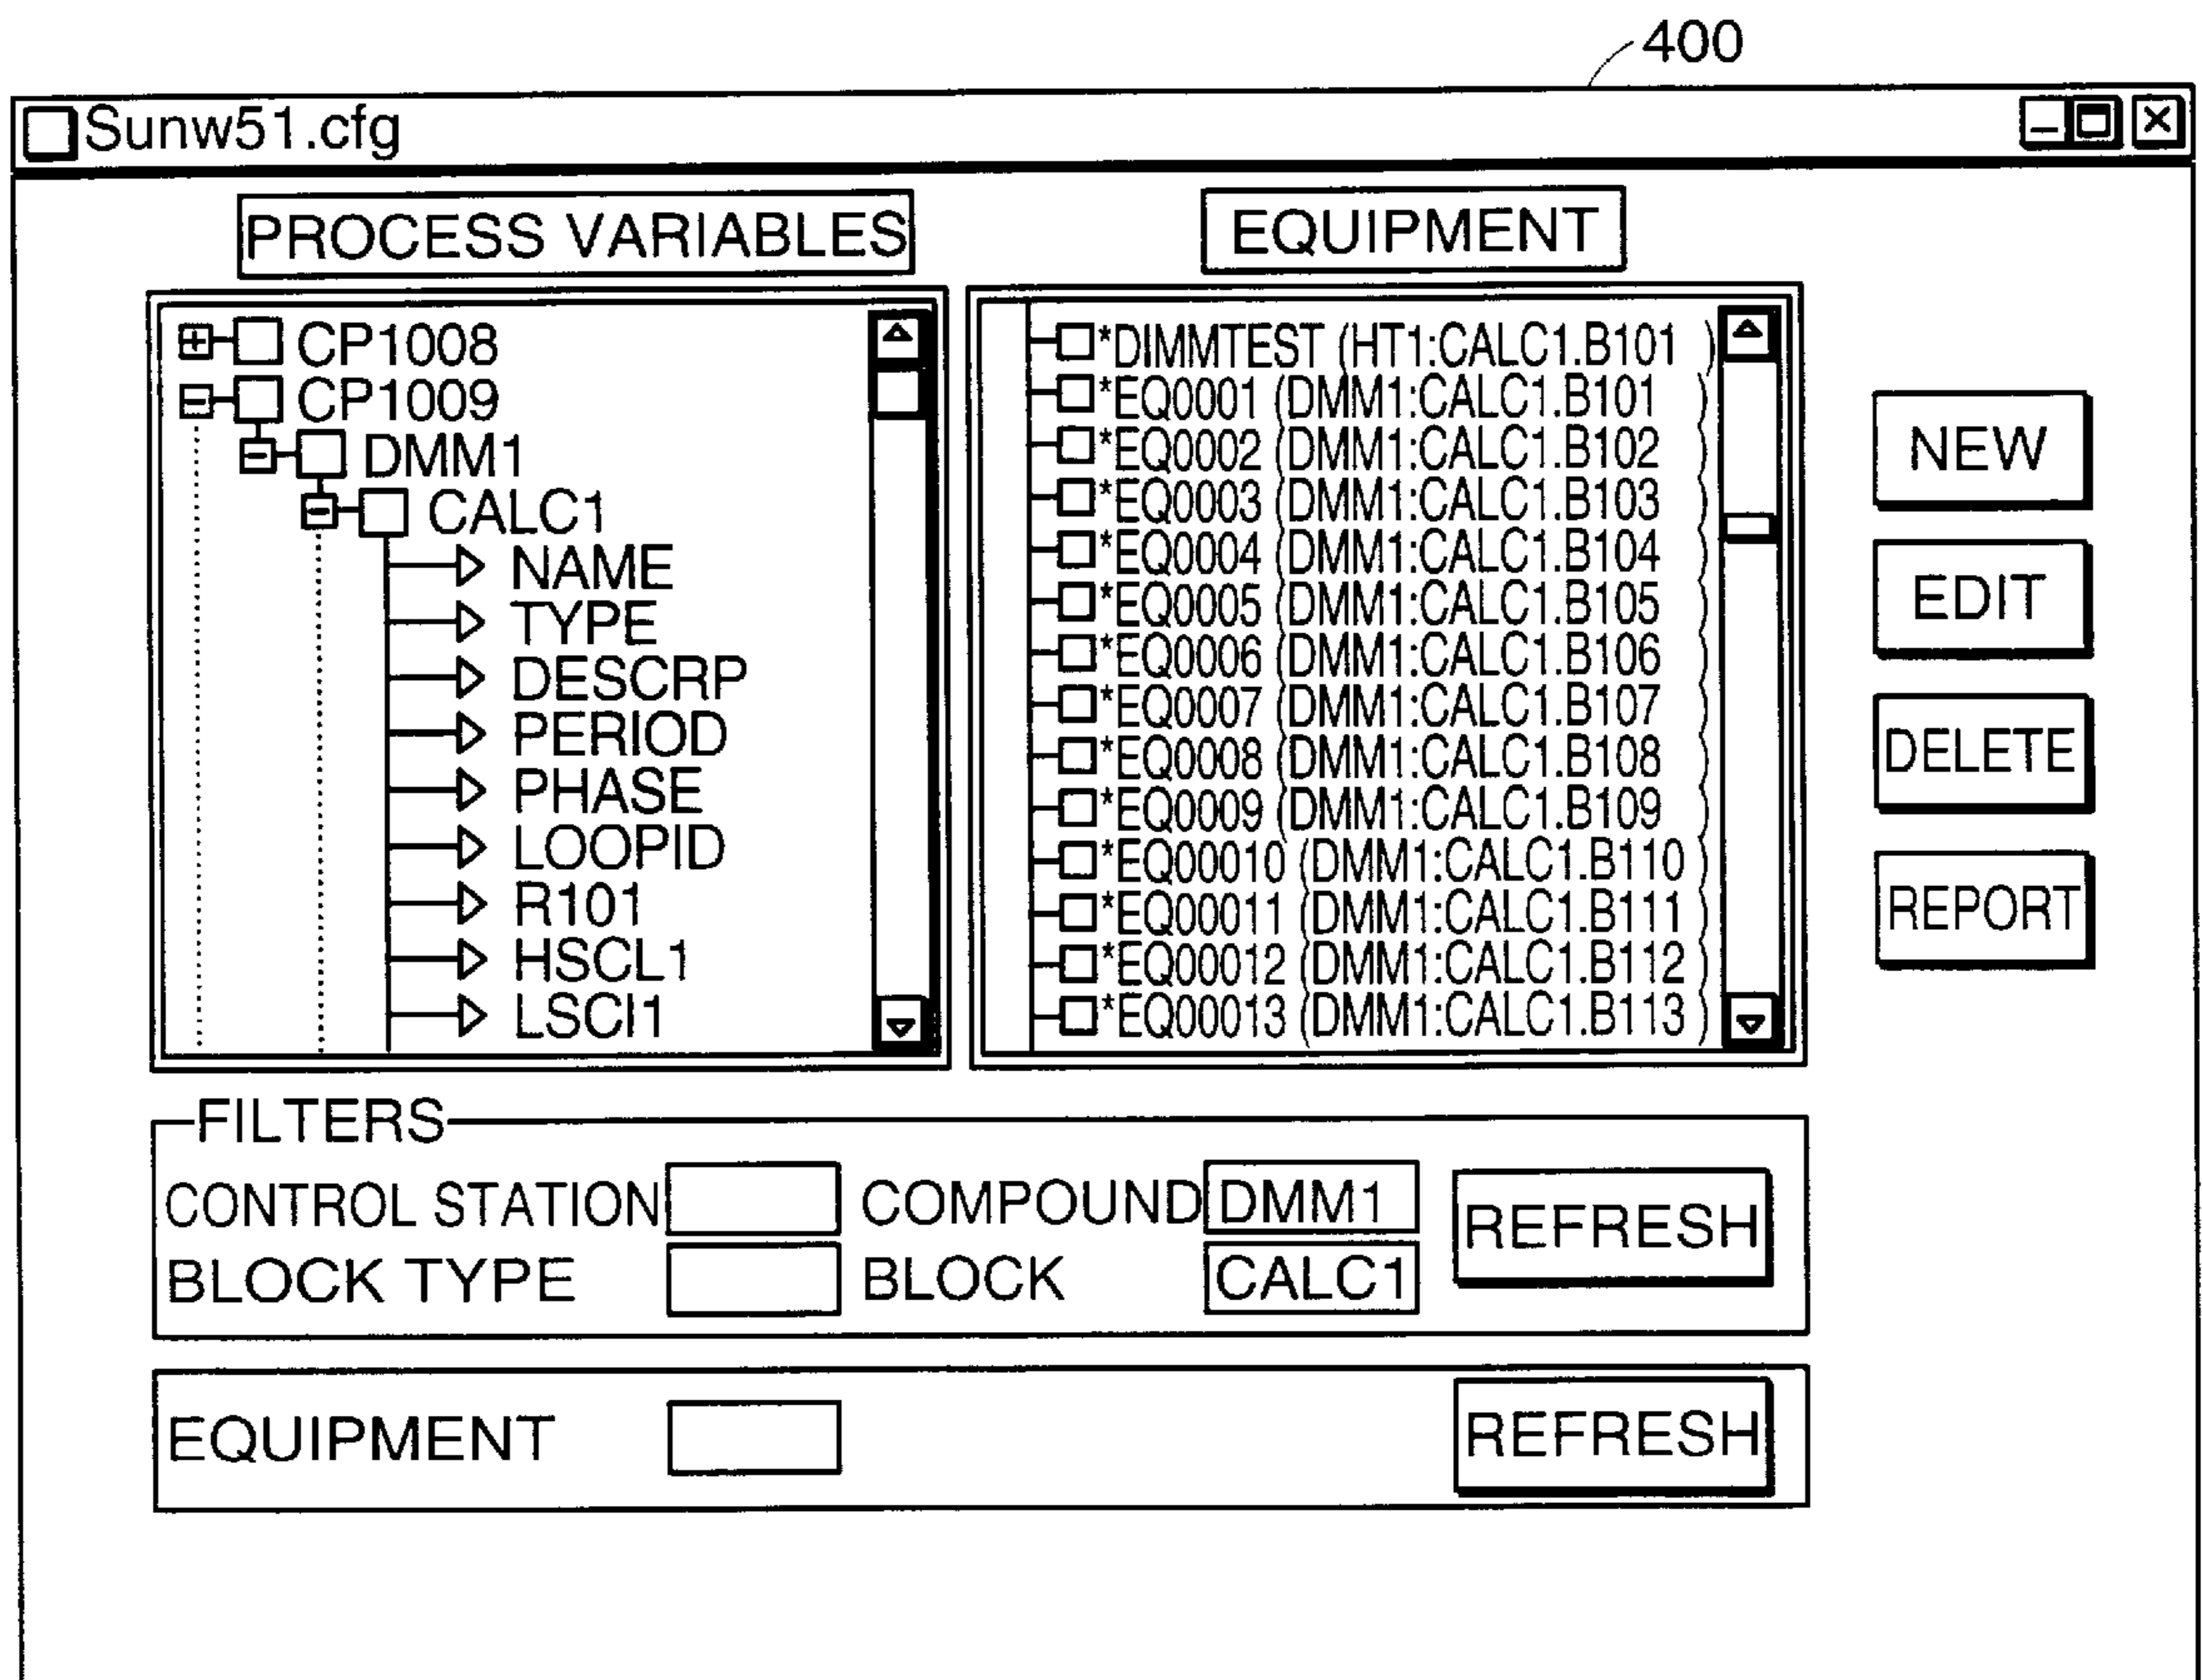 400
Sunw51.cfg
PROCESS VARIABLES
EQUIPMENT
CP1008
CP1009
DMM1
CALC1
NAME
TYPE
DESCRP
PERIOD
PHASE
LOOPID
R101
HSCL1
LSCI1
*DIMMTEST (HT1:CALC1.B101 )
*EQ0001 (DMM1:CALC1.B101 )
*EQ0002 (DMM1:CALC1.B102 )
*EQ0003 (DMM1:CALC1.B103 )
*EQ0004 (DMM1:CALC1.B104 )
*EQ0005 (DMM1:CALC1.B105 )
*EQ0006 (DMM1:CALC1.B106 )
*EQ0007 (DMM1:CALC1.B107 )
*EQ0008 (DMM1:CALC1.B108 )
*EQ0009 (DMM1:CALC1.B109 )
*EQ00010 (DMM1:CALC1.B110 )
*EQ00011 (DMM1:CALC1.B111 )
*EQ00012 (DMM1:CALC1.B112 )
*EQ00013 (DMM1:CALC1.B113 )
NEW
EDIT
DELETE
REPORT
FILTERS
CONTROL STATION COMPOUND DMM1 REFRESH
BLOCK TYPE BLOCK CALC1
EQUIPMENT REFRESH